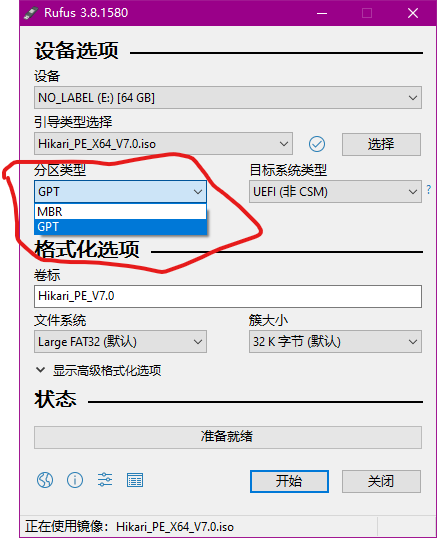 Rufus 3.8.1580
设备选项
设备
NO_LABEL (E:) [64 GB]
引导类型选择
Hikari_PE_X64_V7.0.iso
选择
分区类型
目标系统类型
GPT
UEFI (非 CSM)
?
MBR
GPT
格式化选项
卷标
Hikari_PE_V7.0
文件系统
簇大小
Large FAT32 (默认)
32 K 字节 (默认)
显示高级格式化选项
状态
准备就绪
开始
关闭
正在使用镜像：Hikari_PE_X64_V7.0.iso